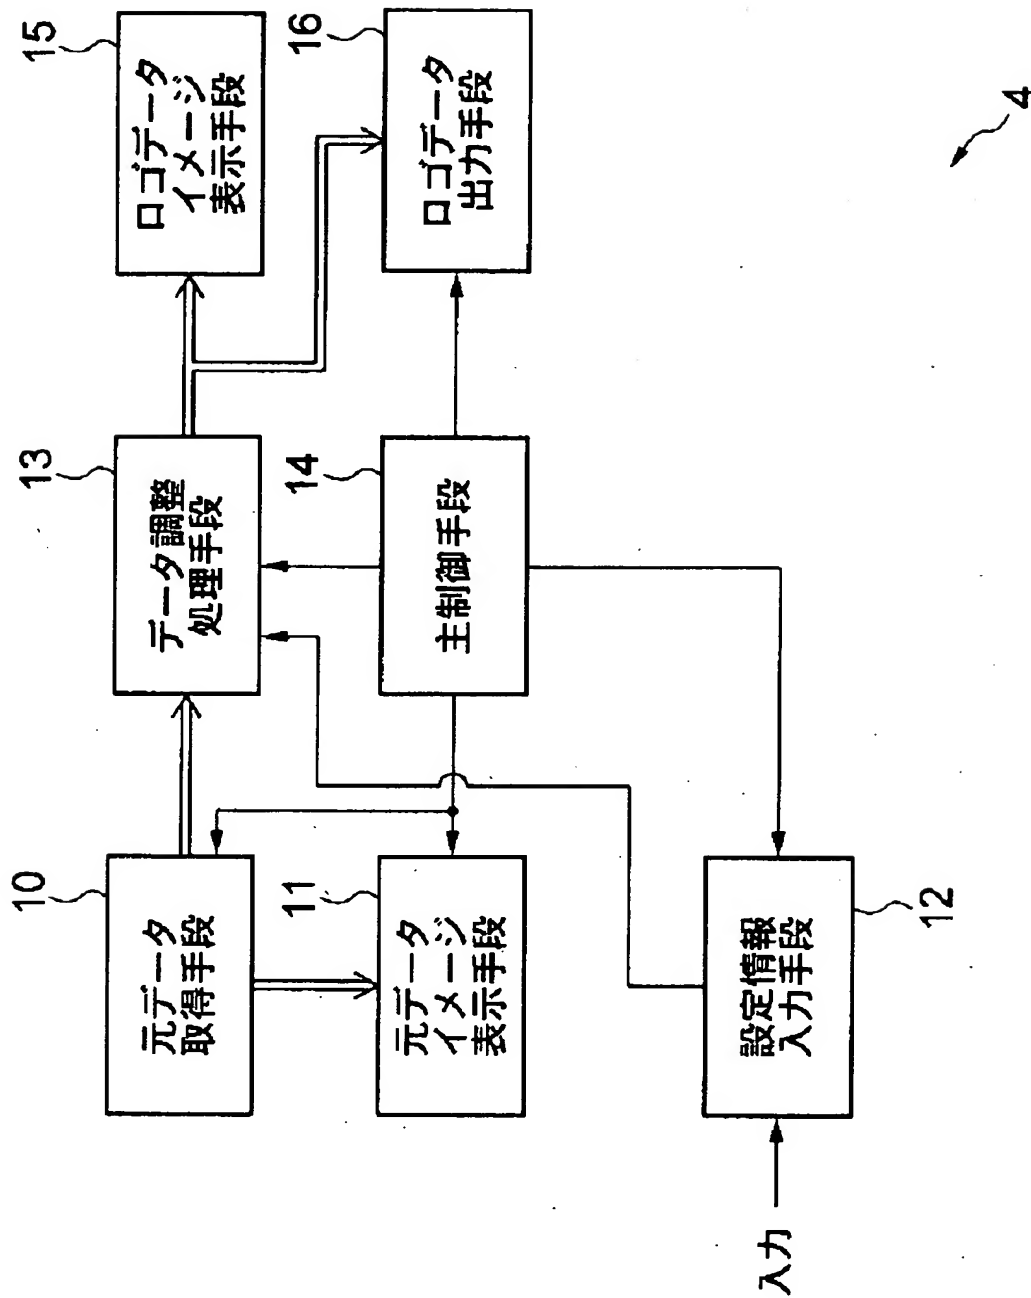 10
元データ
取得手段
13
データ調整
処理手段
15
ロゴデータ
イメージ
表示手段
11
元データ
イメージ
表示手段
14
主制御手段
16
ロゴデータ
出力手段
入力
設定情報
入力手段
12
4